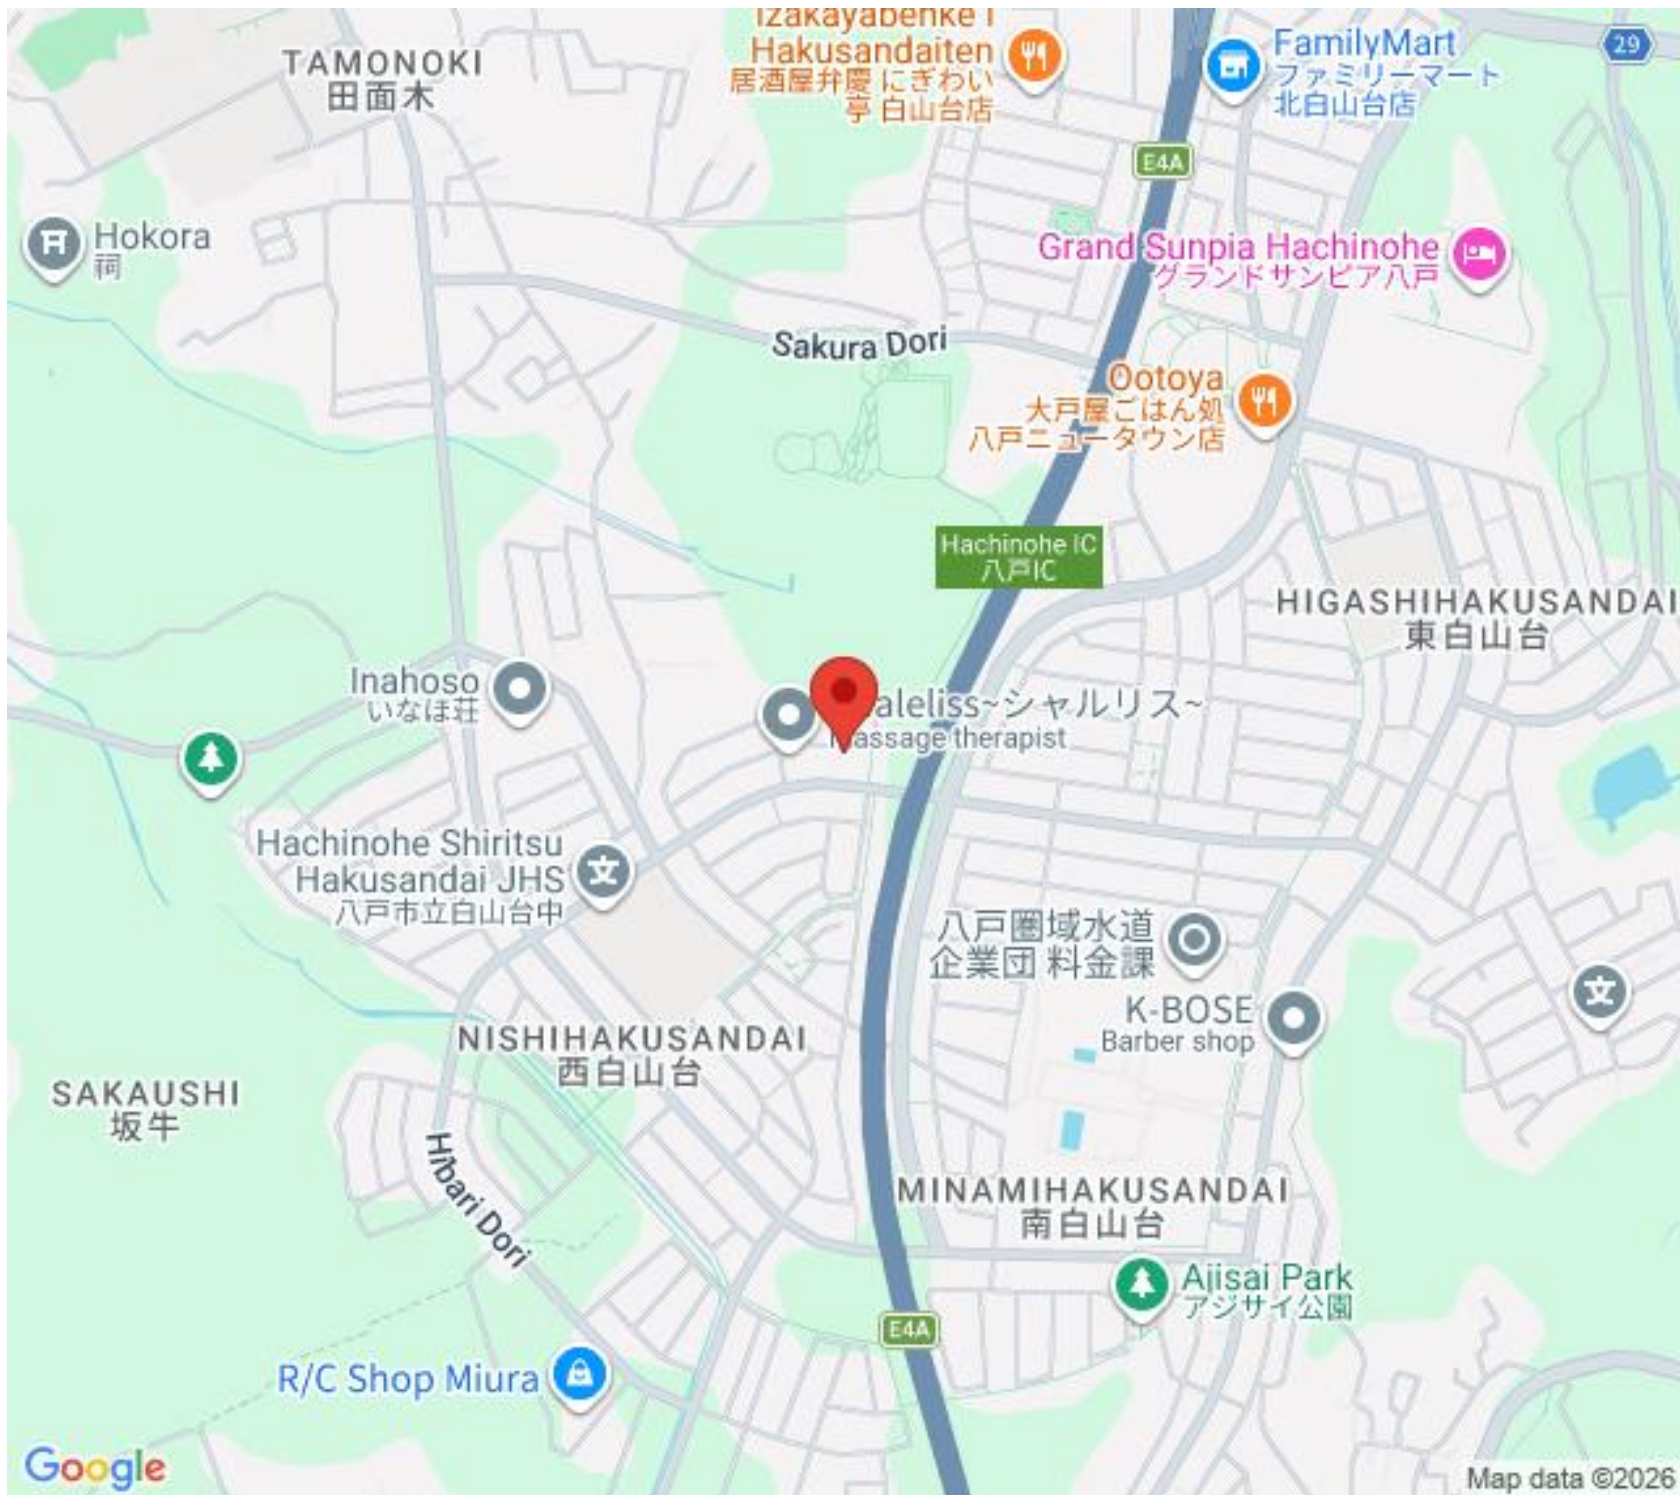 Izakayabenke I
Hakusandaiten
居酒屋弁慶 にぎわい
亭 白山台店
FamilyMart
ファミリーマート
北白山台店
29
TAMONOKI
田面木
E4A
Hokora
祠
Grand Sunpia Hachinohe
グランドサンピア八戸
Sakura Dori
Ootoya
大戸屋ごはん処
八戸ニュータウン店
Hachinohe IC
八戸IC
HIGASHIHAKUSANDAI
東白山台
Inahoso
いなほ荘
aleliss~シャルリス~
Massage therapist
Hachinohe Shiritsu
Hakusandai JHS
八戸市立白山台中
文
八戸圏域水道
企業団 料金課
文
K-BOSE
Barber shop
NISHIHAKUSANDAI
西白山台
SAKAUSHI
坂牛
Hibari Dori
MINAMIHAKUSANDAI
南白山台
Ajisai Park
アジサイ公園
E4A
R/C Shop Miura
Google
Map data ©2026